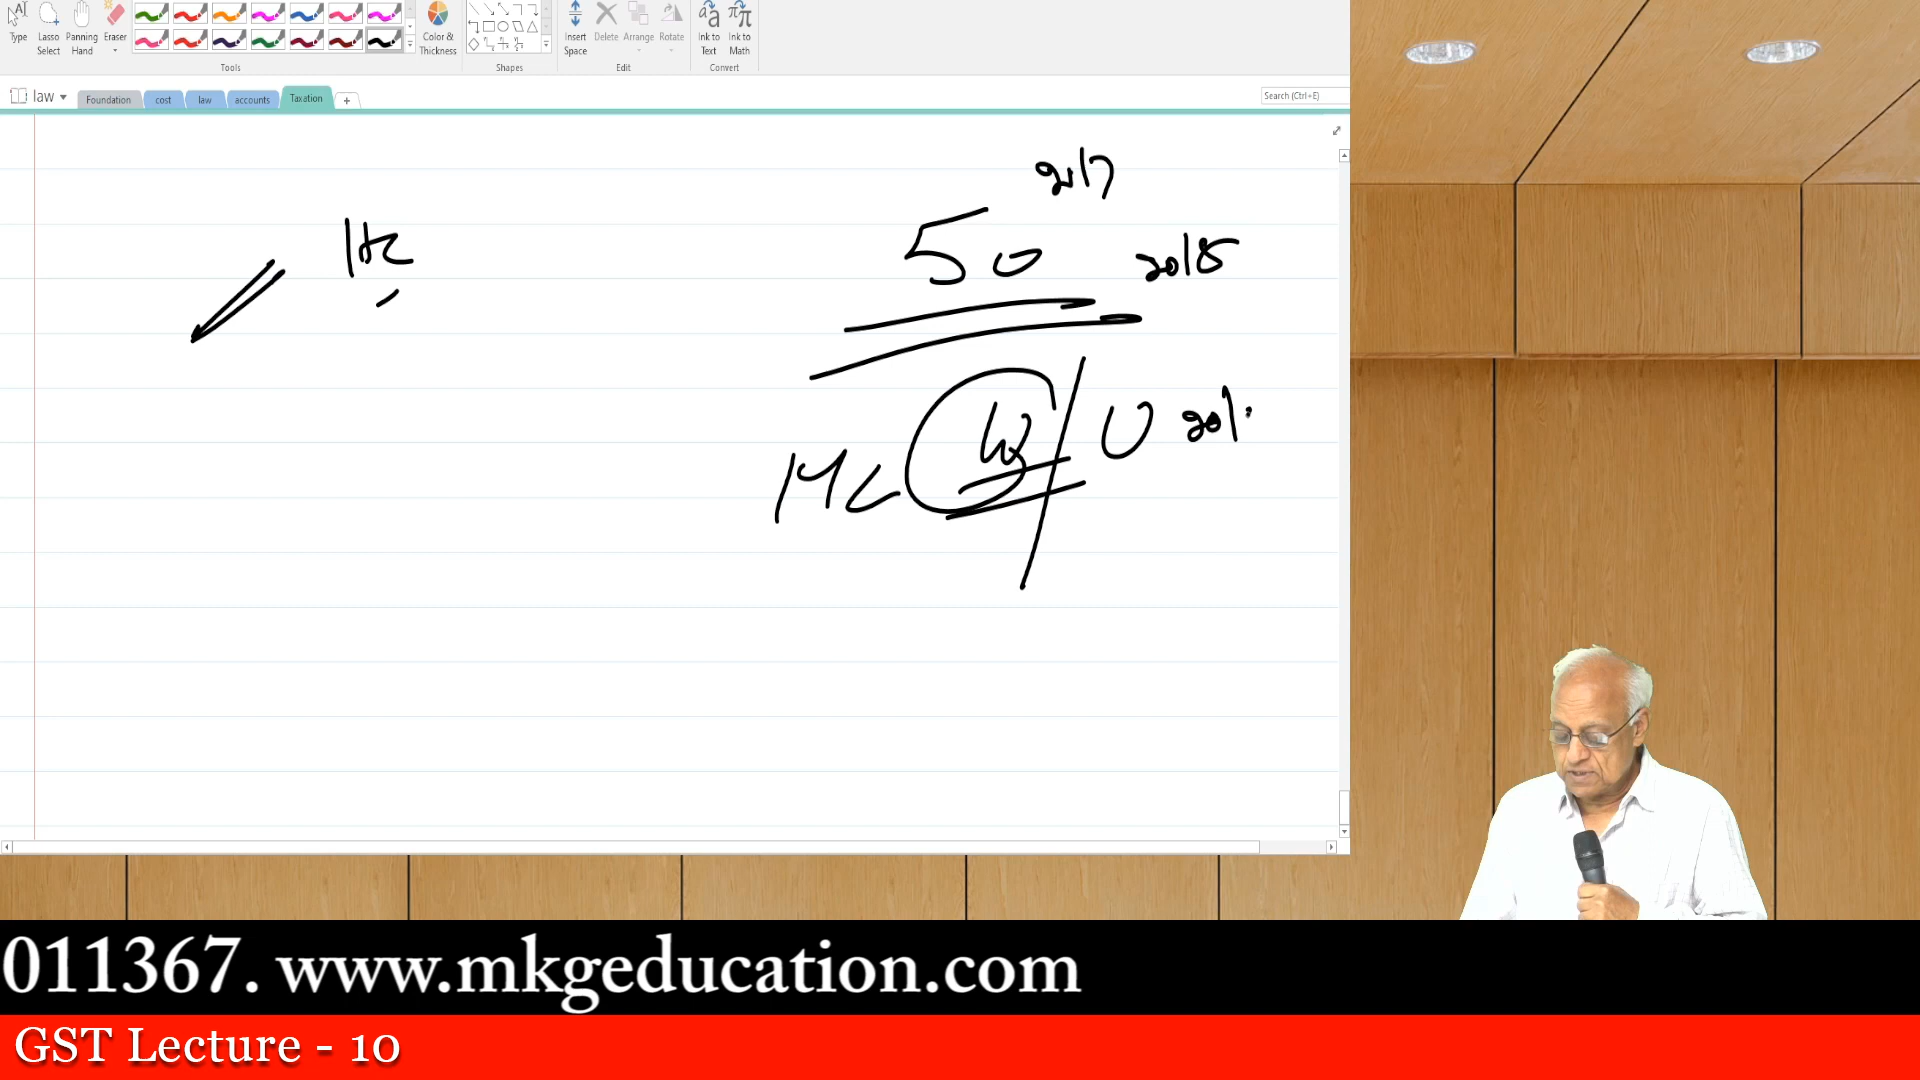 Type
Lasso Select
Panning Hand
Eraser
Color & Thickness
Insert Space
Delete
Arrange
Rotate
Ink to Text
Ink to Math
Tools
Shapes
Edit
Convert
law
Foundation
cost
law
accounts
Taxation
+
Search (Ctrl+E)
2017
50
2018
011367. www.mkgeducation.com
GST Lecture - 10